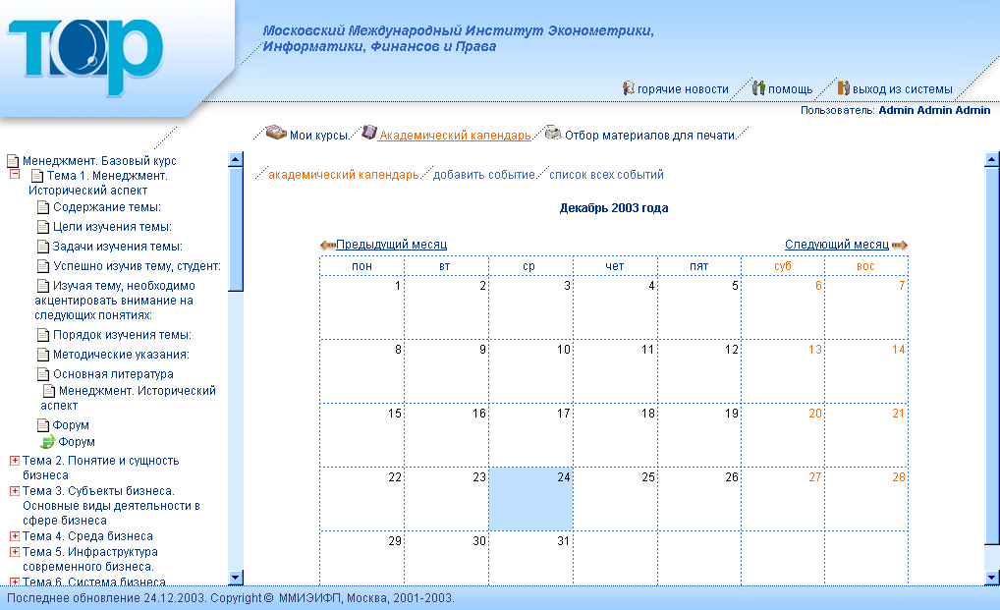 TOP
Московский Международный Институт Эконометрики,
Информатики, Финансов и Права
горячие новости
помощь
выход из системы
Пользователь: Admin Admin Admin
Мои курсы.
Академический календарь.
Отбор материалов для печати.
Менеджмент. Базовый курс
Тема 1. Менеджмент.
Исторический аспект
Содержание темы:
Цели изучения темы:
Задачи изучения темы:
Успешно изучив тему, студент:
Изучая тему, необходимо
акцентировать внимание на
следующих понятиях:
Порядок изучения темы:
Методические указания:
Основная литература
Менеджмент. Исторический
аспект
Форум
Форум
Тема 2. Понятие и сущность
бизнеса
Тема 3. Субъекты бизнеса.
Основные виды деятельности в
сфере бизнеса
Тема 4. Среда бизнеса
Тема 5. Инфраструктура
современного бизнеса.
Тема 6. Система бизнеса
академический календарь.
добавить событие.
список всех событий
Декабрь 2003 года
Предыдущий месяц
Следующий месяц
пон вт ср чет пят суб вос
1 2 3 4 5 6 7
8 9 10 11 12 13 14
15 16 17 18 19 20 21
22 23 24 25 26 27 28
29 30 31
Последнее обновление 24.12.2003. Copyright © ММИЭИФП, Москва, 2001-2003.